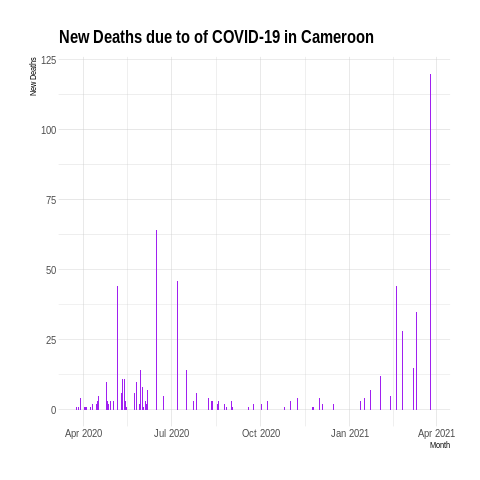 New Deaths due to of COVID-19 in Cameroon
New Deaths
125
100
75
50
25
0
Apr 2020 Jul 2020 Oct 2020 Jan 2021 Apr 2021
Month